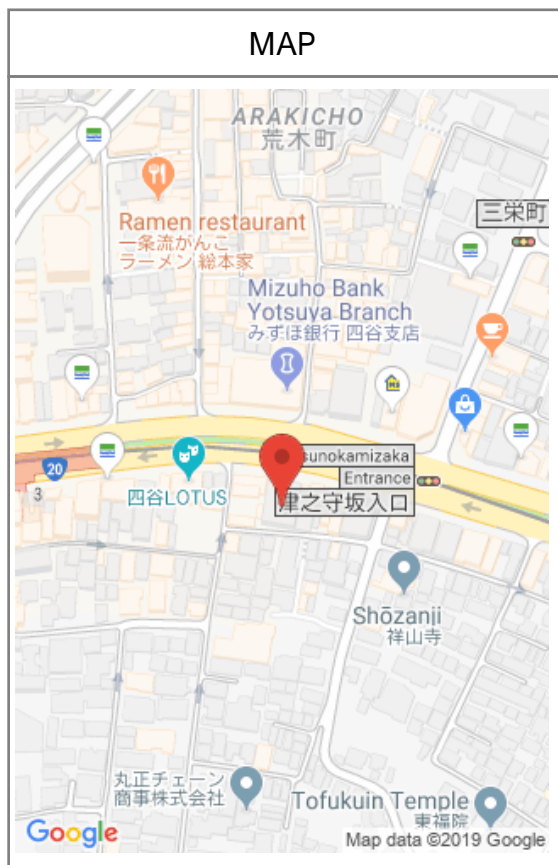 MAP
ARAKICHO
荒木町
三栄町
Ramen restaurant
一条流がんこ
ラーメン 総本家
Mizuho Bank
Yotsuya Branch
みずほ銀行 四谷支店
sunokamizaka
Entrance
津之守坂入口
20
3
四谷LOTUS
Shōzanji
祥山寺
丸正チェーン
商事株式会社
Tofukuin Temple
東福院
Google
Map data ©2019 Google